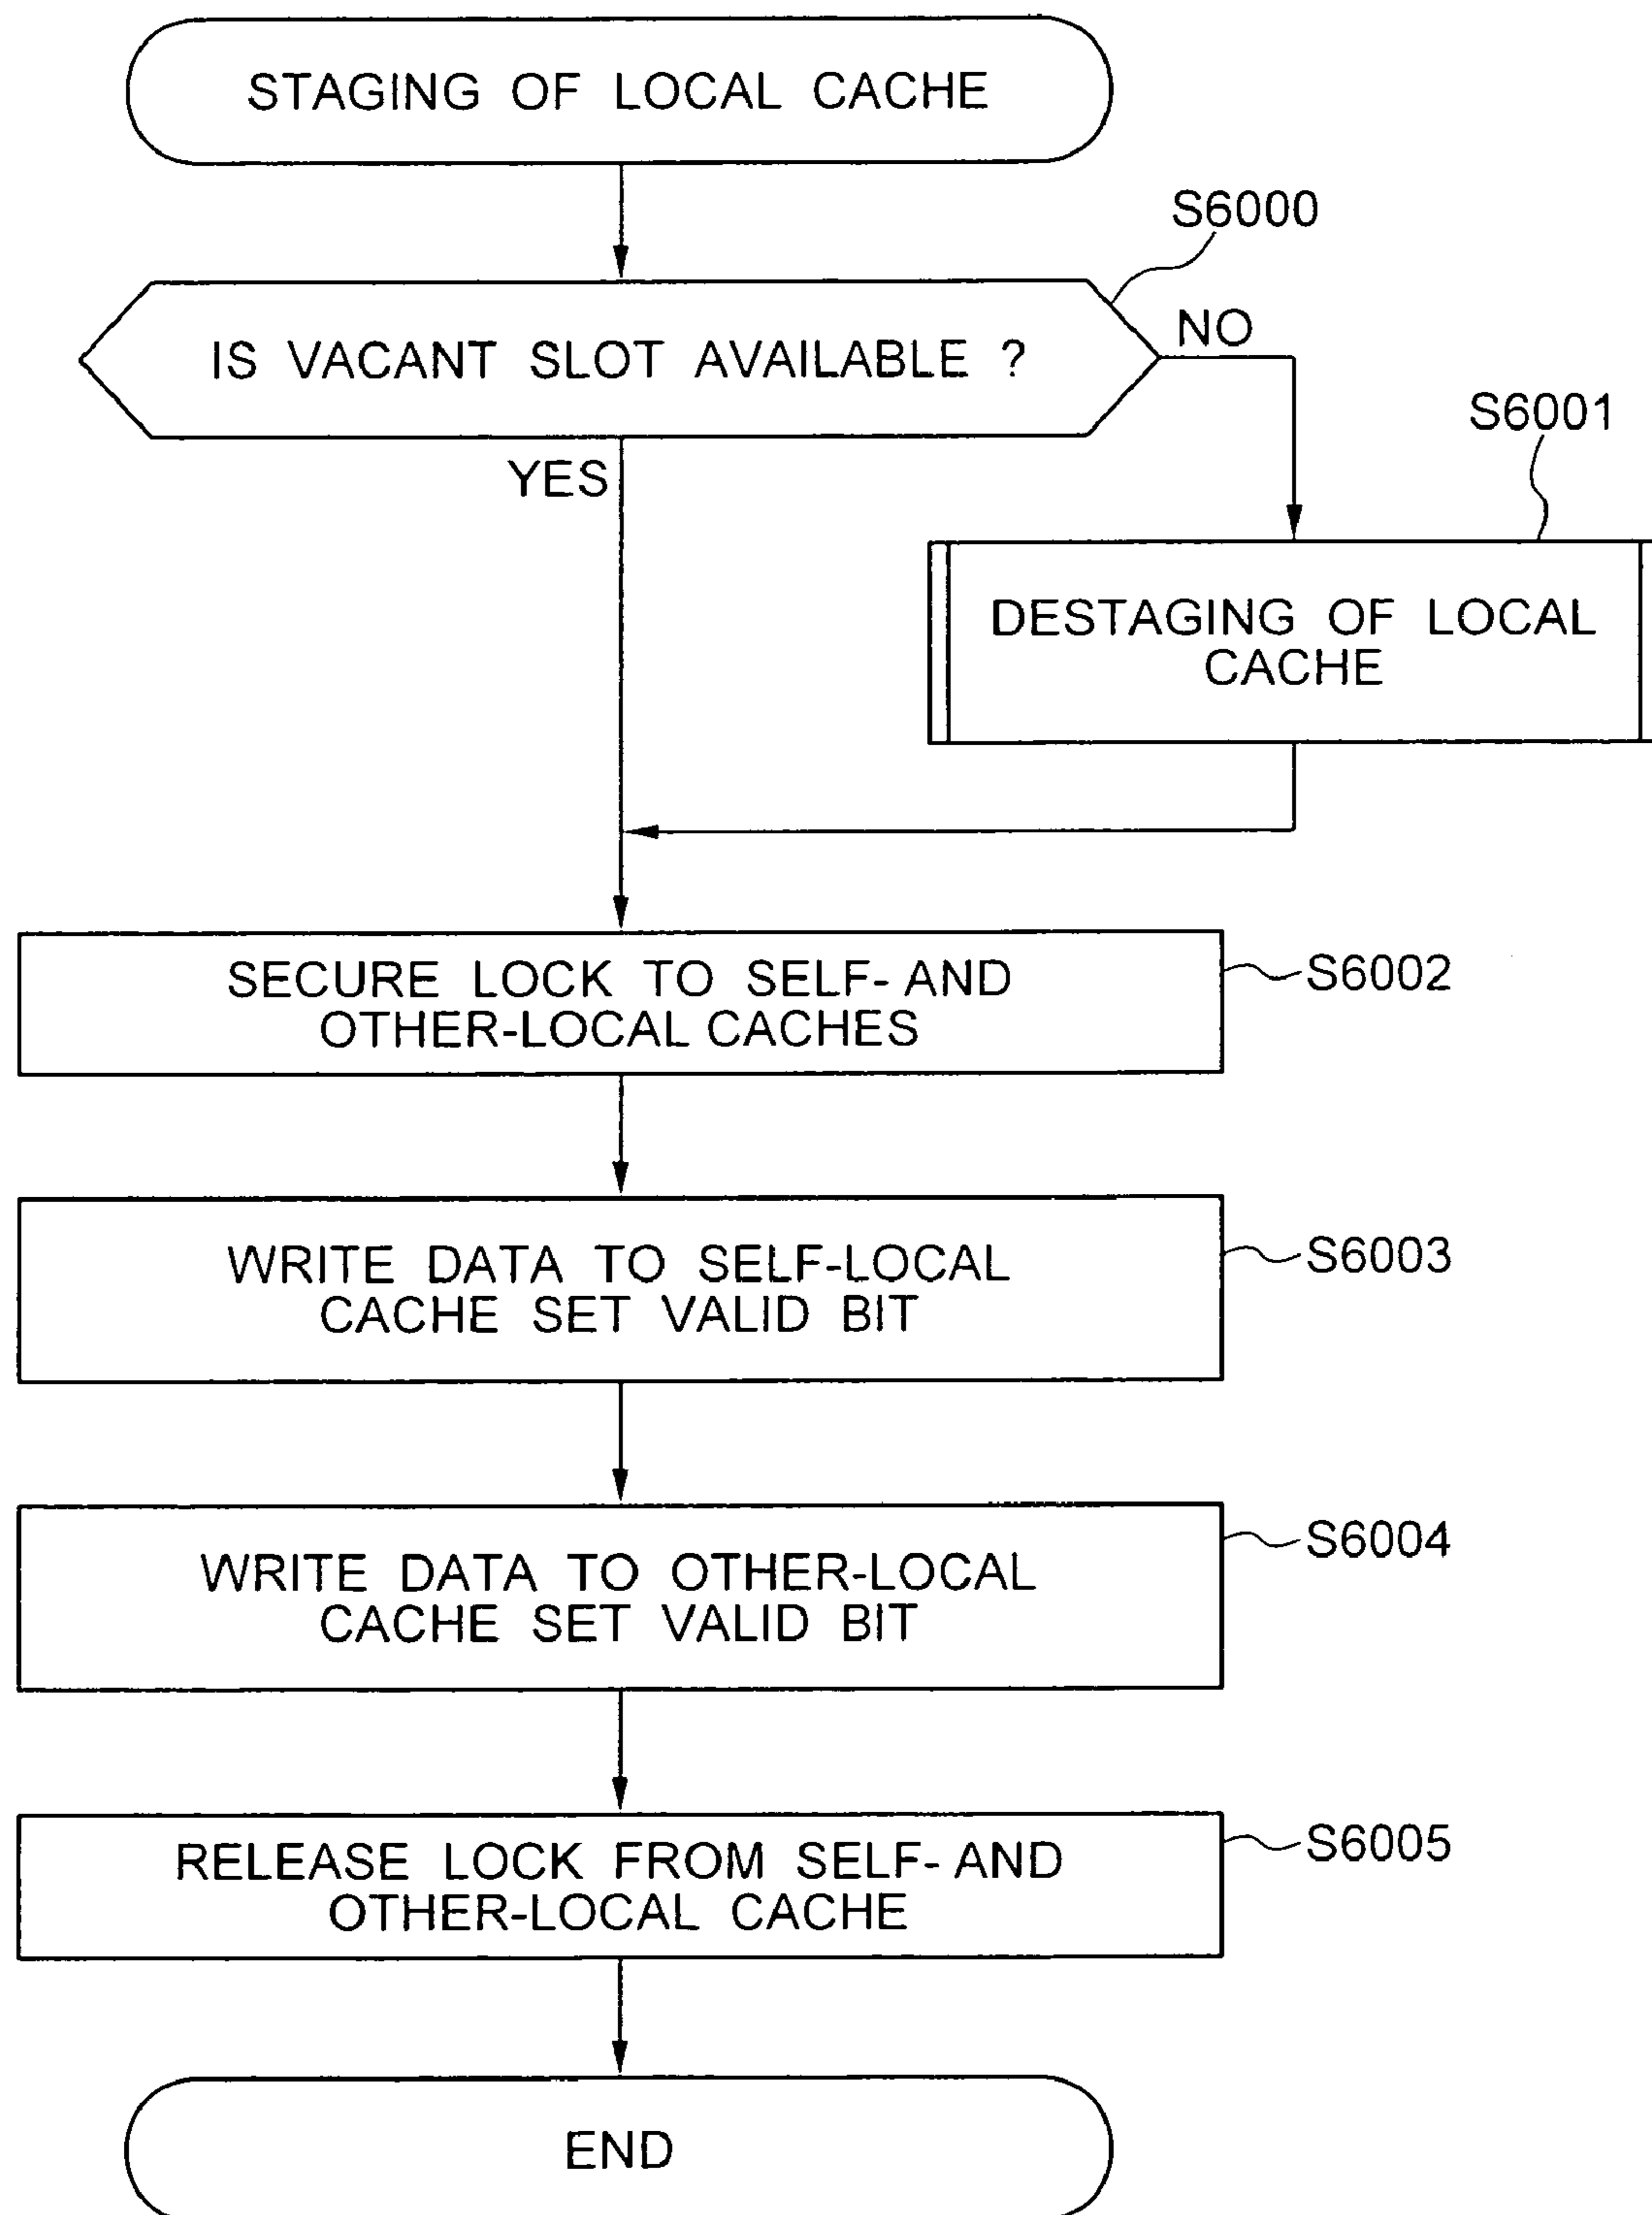 STAGING OF LOCAL CACHE
S6000
IS VACANT SLOT AVAILABLE ?
NO
YES
S6001
DESTAGING OF LOCAL
CACHE
SECURE LOCK TO SELF- AND
OTHER-LOCAL CACHES
S6002
WRITE DATA TO SELF-LOCAL
CACHE SET VALID BIT
S6003
WRITE DATA TO OTHER-LOCAL
CACHE SET VALID BIT
S6004
RELEASE LOCK FROM SELF- AND
OTHER-LOCAL CACHE
S6005
END